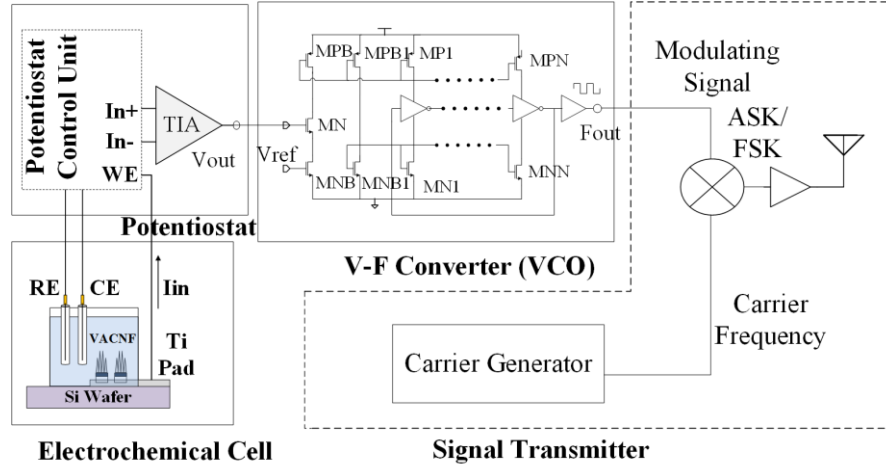 Potentiostat
Control Unit
In+
In-
WE
TIA
Vout
Potentiostat
MPB
MPB1
MP1
MPN
MN
Vref
MNB
MNB1
MN1
MNN
Fout
V-F Converter (VCO)
Modulating
Signal
ASK/
FSK
Carrier
Frequency
Carrier Generator
Signal Transmitter
RE
CE
Iin
VACNF
Ti
Pad
Si Wafer
Electrochemical Cell